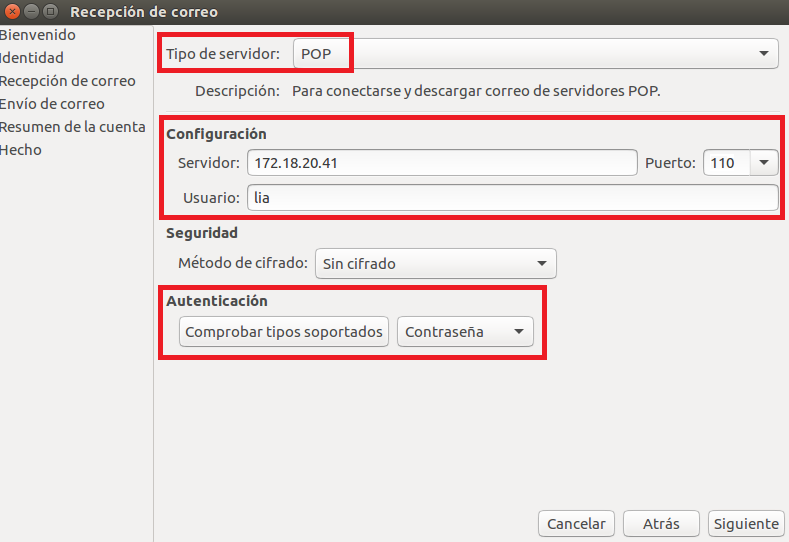 Recepción de correo
Bienvenido
Identidad
Recepción de correo
Envío de correo
Resumen de la cuenta
Hecho
Tipo de servidor: POP
Descripción: Para conectarse y descargar correo de servidores POP.
Configuración
Servidor: 172.18.20.41 Puerto: 110
Usuario: lia
Seguridad
Método de cifrado: Sin cifrado
Autenticación
Comprobar tipos soportados Contraseña
Cancelar Atrás Siguiente